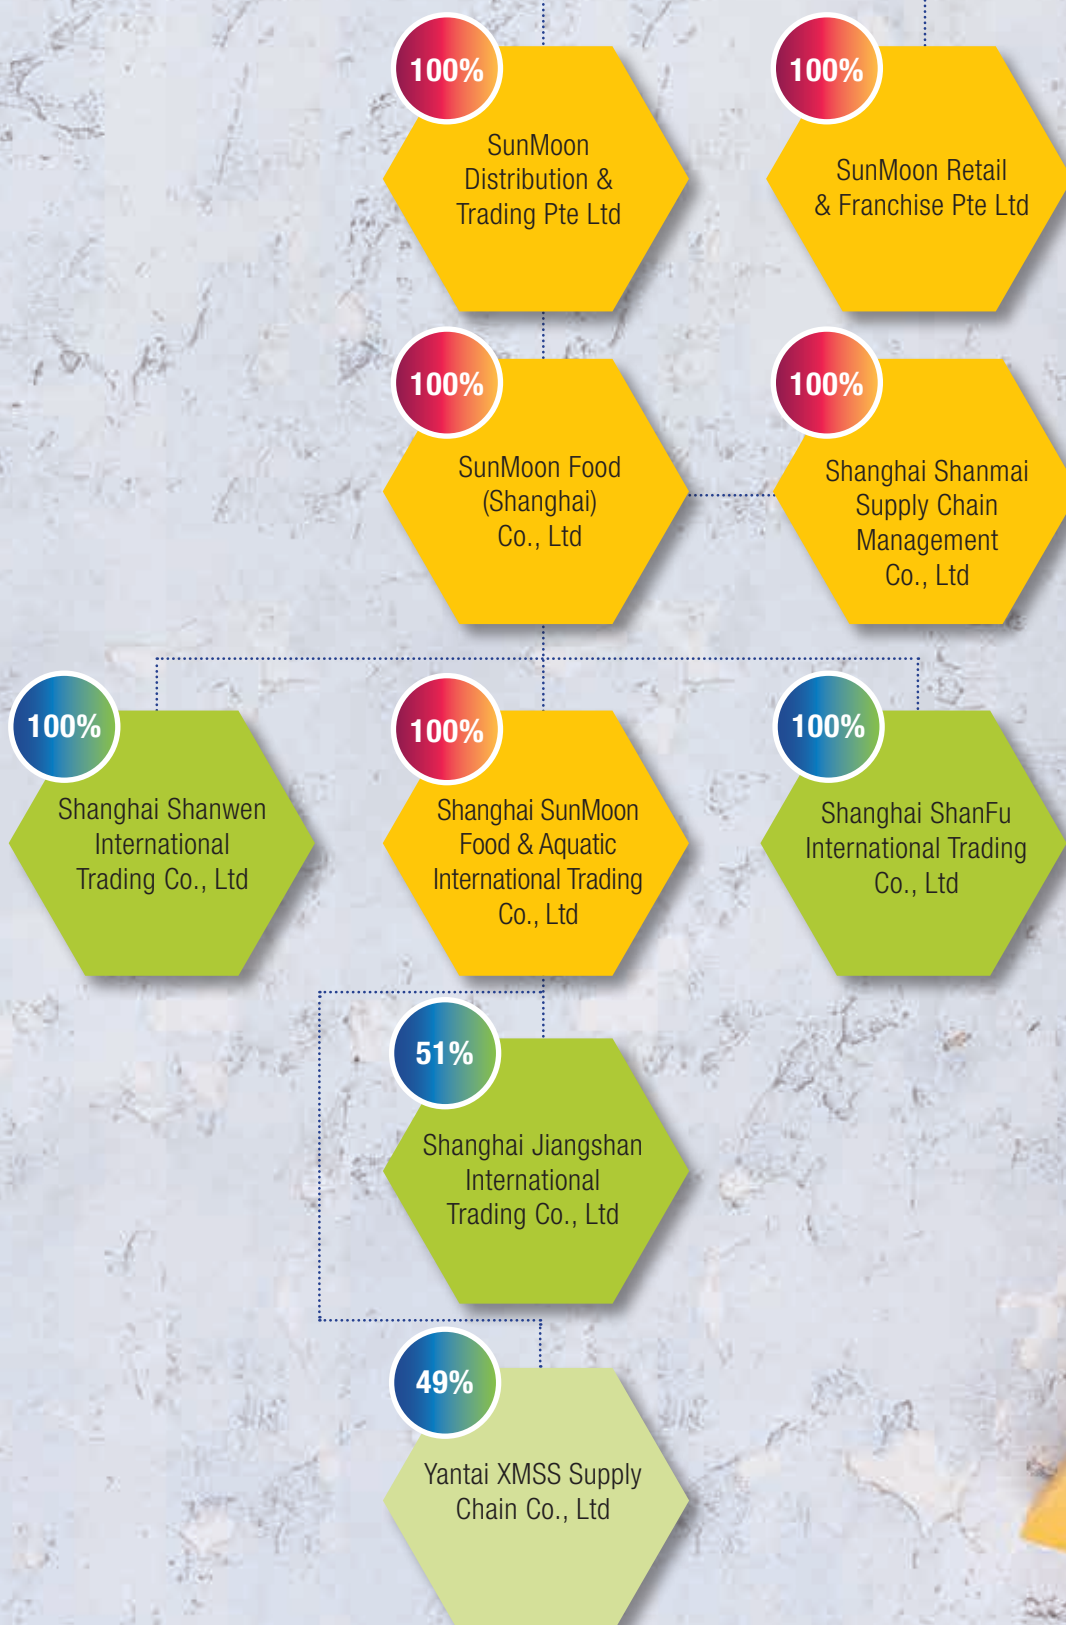 100%
SunMoon
Distribution &
Trading Pte Ltd
100%
SunMoon Retail
& Franchise Pte Ltd
100%
SunMoon Food
(Shanghai)
Co., Ltd
100%
Shanghai Shanmai
Supply Chain
Management
Co., Ltd
100%
Shanghai Shanwen
International
Trading Co., Ltd
100%
Shanghai SunMoon
Food & Aquatic
International Trading
Co., Ltd
100%
Shanghai ShanFu
International Trading
Co., Ltd
51%
Shanghai Jiangshan
International
Trading Co., Ltd
49%
Yantai XMSS Supply
Chain Co., Ltd